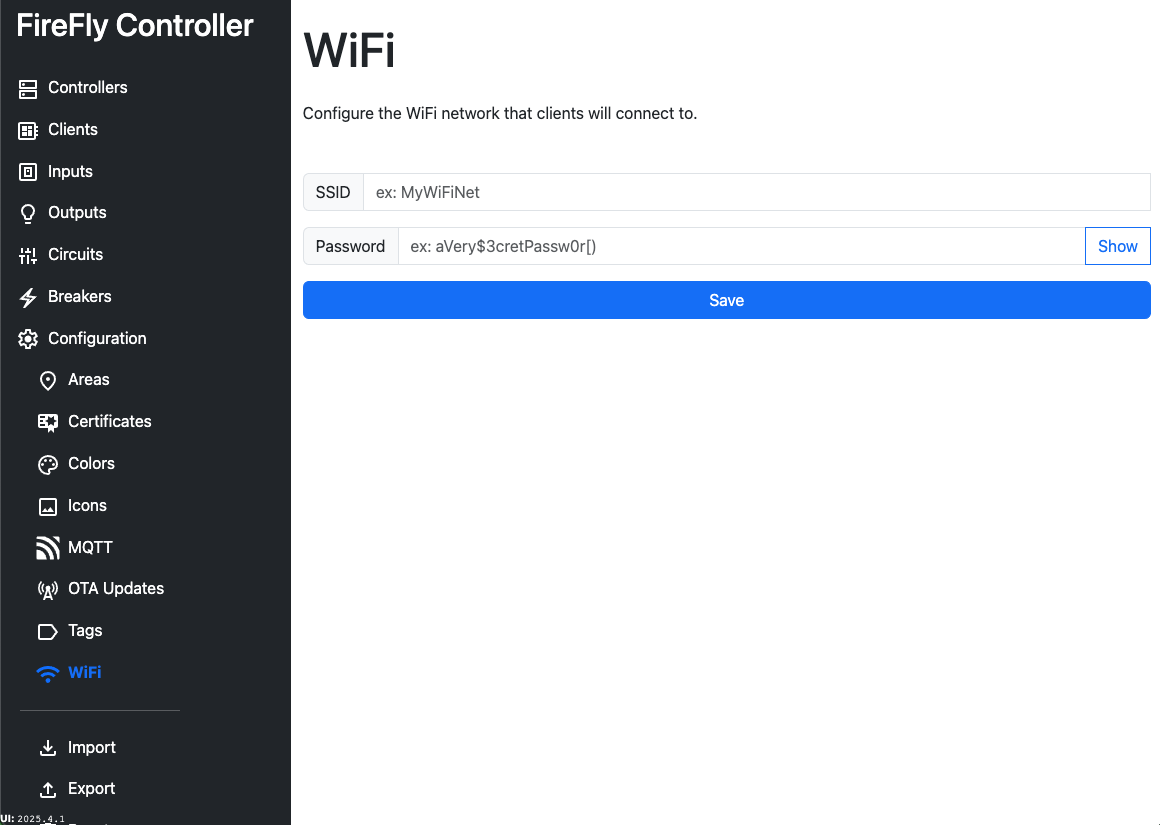 FireFly Controller
Controllers
Clients
Inputs
Outputs
Circuits
Breakers
Configuration
Areas
Certificates
Colors
Icons
MQTT
OTA Updates
Tags
WiFi
Import
Export
UI: 2025.4.1
WiFi
Configure the WiFi network that clients will connect to.
SSID ex: MyWiFiNet
Password ex: aVery$3cretPassw0r[) Show
Save